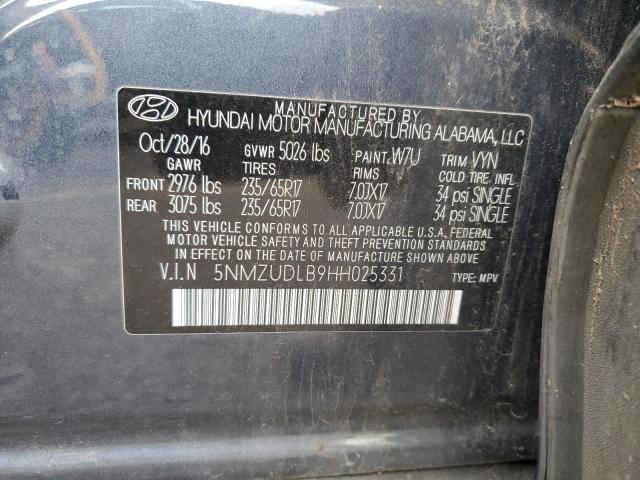 MANUFACTURED BY
HYUNDAI MOTOR MANUFACTURING ALABAMA, LLC
Oct/28/16 GVWR 5026 lbs PAINT: W7U TRIM VYN
GAWR TIRES RIMS COLD TIRE INFL
FRONT 2976 lbs 235/65R17 7.0JX17 34 psi SINGLE
REAR 3075 lbs 235/65R17 7.0JX17 34 psi SINGLE
THIS VEHICLE CONFORMS TO ALL APPLICABLE U.S.A. FEDERAL
MOTOR VEHICLE SAFETY AND THEFT PREVENTION STANDARDS
IN EFFECT ON THE DATE OF MANUFACTURE SHOWN ABOVE.
V.I.N 5NMZUDLB9HH025331 TYPE: MPV